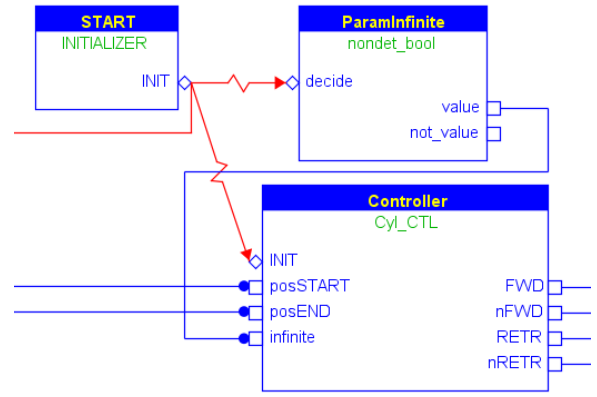 START
INITIALIZER
INIT
ParamInfinite
nondet_bool
decide
value
not_value
Controller
Cyl_CTL
INIT
posSTART
posEND
infinite
FWD
nFWD
RETR
nRETR